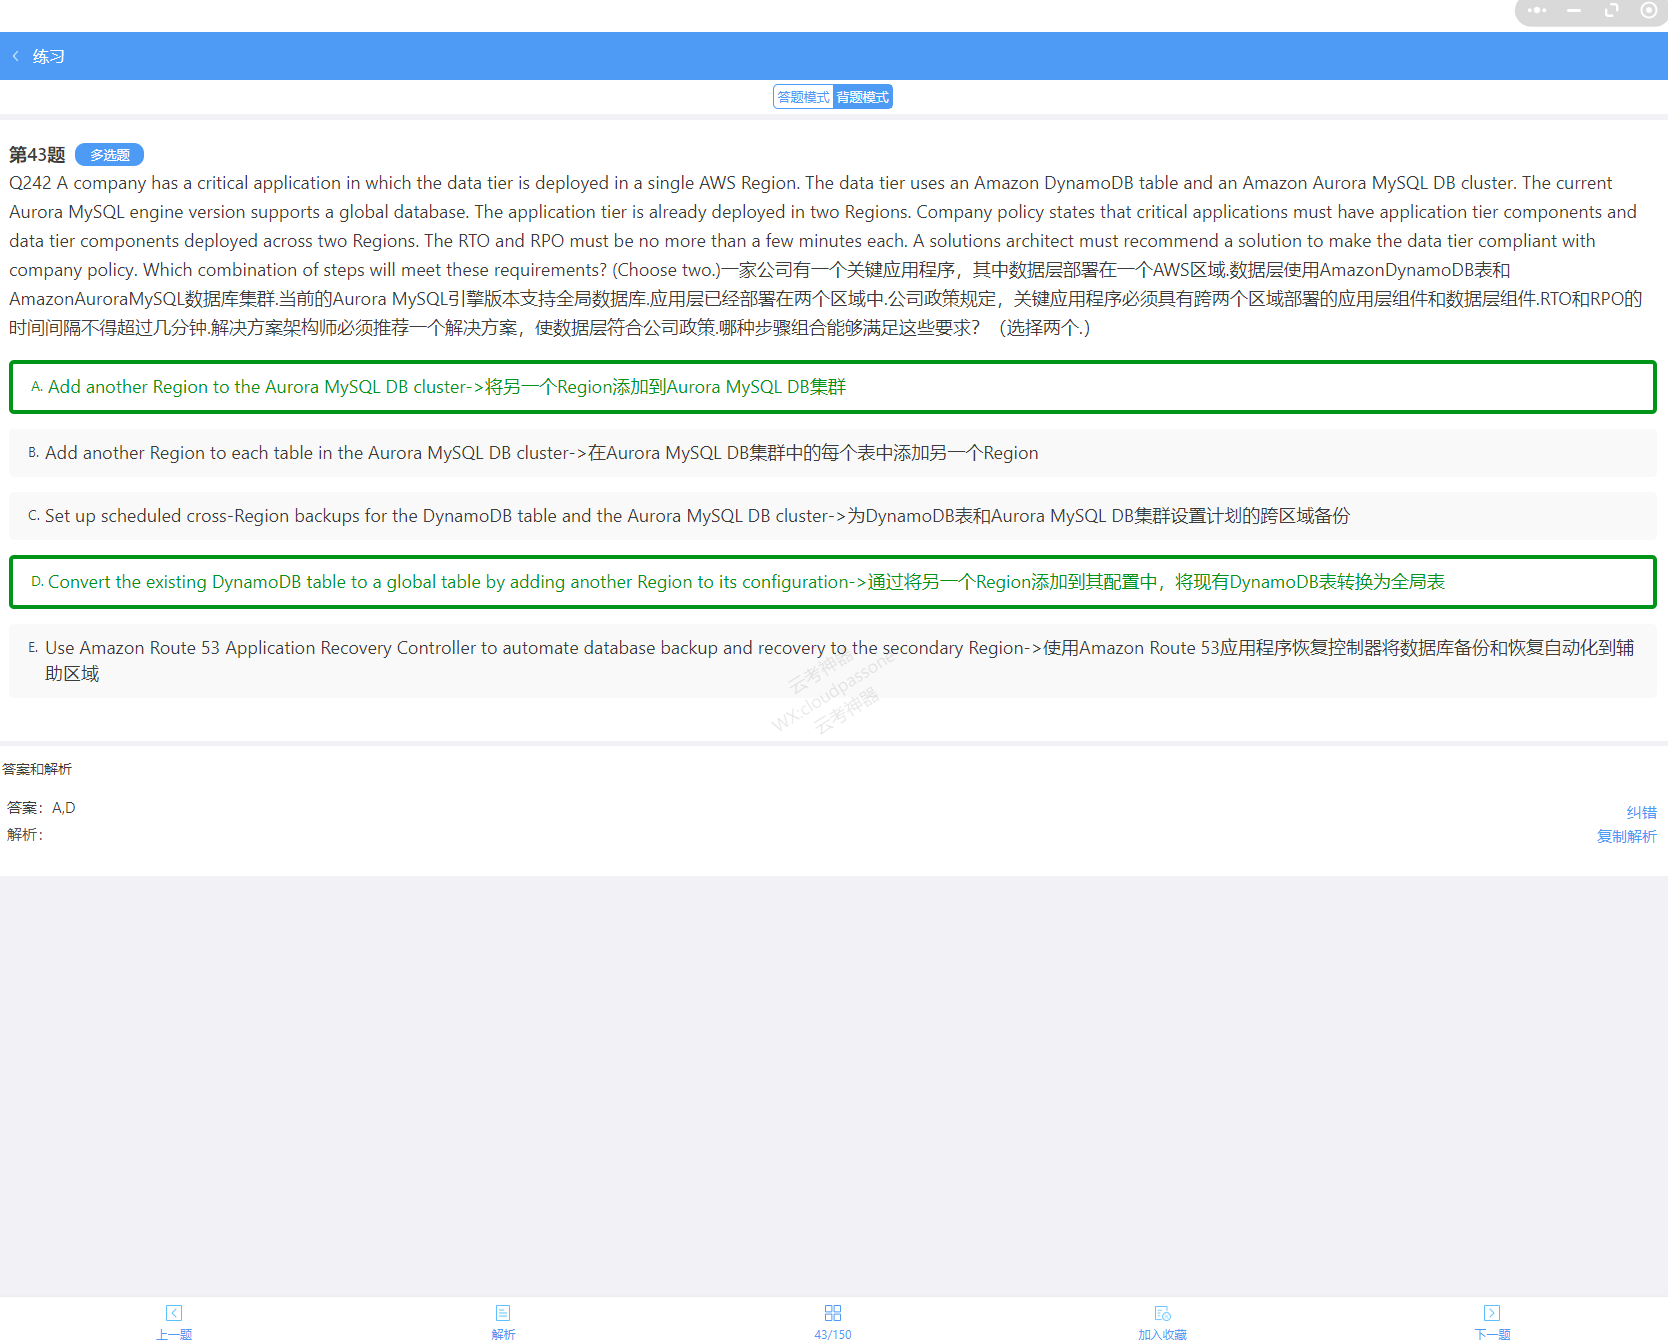 练习
答题模式 背题模式
第43题 多选题
Q242 A company has a critical application in which the data tier is deployed in a single AWS Region. The data tier uses an Amazon DynamoDB table and an Amazon Aurora MySQL DB cluster. The current
Aurora MySQL engine version supports a global database. The application tier is already deployed in two Regions. Company policy states that critical applications must have application tier components and
data tier components deployed across two Regions. The RTO and RPO must be no more than a few minutes each. A solutions architect must recommend a solution to make the data tier compliant with
company policy. Which combination of steps will meet these requirements? (Choose two.)一家公司有一个关键应用程序，其中数据层部署在一个AWS区域.数据层使用AmazonDynamoDB表和
AmazonAuroraMySQL数据库集群.当前的Aurora MySQL引擎版本支持全局数据库.应用层已经部署在两个区域中.公司政策规定，关键应用程序必须具有跨两个区域部署的应用层组件和数据层组件.RTO和RPO的
时间间隔不得超过几分钟.解决方案架构师必须推荐一个解决方案，使数据层符合公司政策.哪种步骤组合能够满足这些要求？（选择两个.）
A. Add another Region to the Aurora MySQL DB cluster->将另一个Region添加到Aurora MySQL DB集群
B. Add another Region to each table in the Aurora MySQL DB cluster->在Aurora MySQL DB集群中的每个表中添加另一个Region
C. Set up scheduled cross-Region backups for the DynamoDB table and the Aurora MySQL DB cluster->为DynamoDB表和Aurora MySQL DB集群设置计划的跨区域备份
D. Convert the existing DynamoDB table to a global table by adding another Region to its configuration->通过将另一个Region添加到其配置中，将现有DynamoDB表转换为全局表
E. Use Amazon Route 53 Application Recovery Controller to automate database backup and recovery to the secondary Region->使用Amazon Route 53应用程序恢复控制器将数据库备份和恢复自动化到辅
助区域
云考神器
WX:cloudpassone
云考神器
答案和解析
答案：A,D
纠错
解析：
复制解析
上一题 解析 43/150 加入收藏 下一题